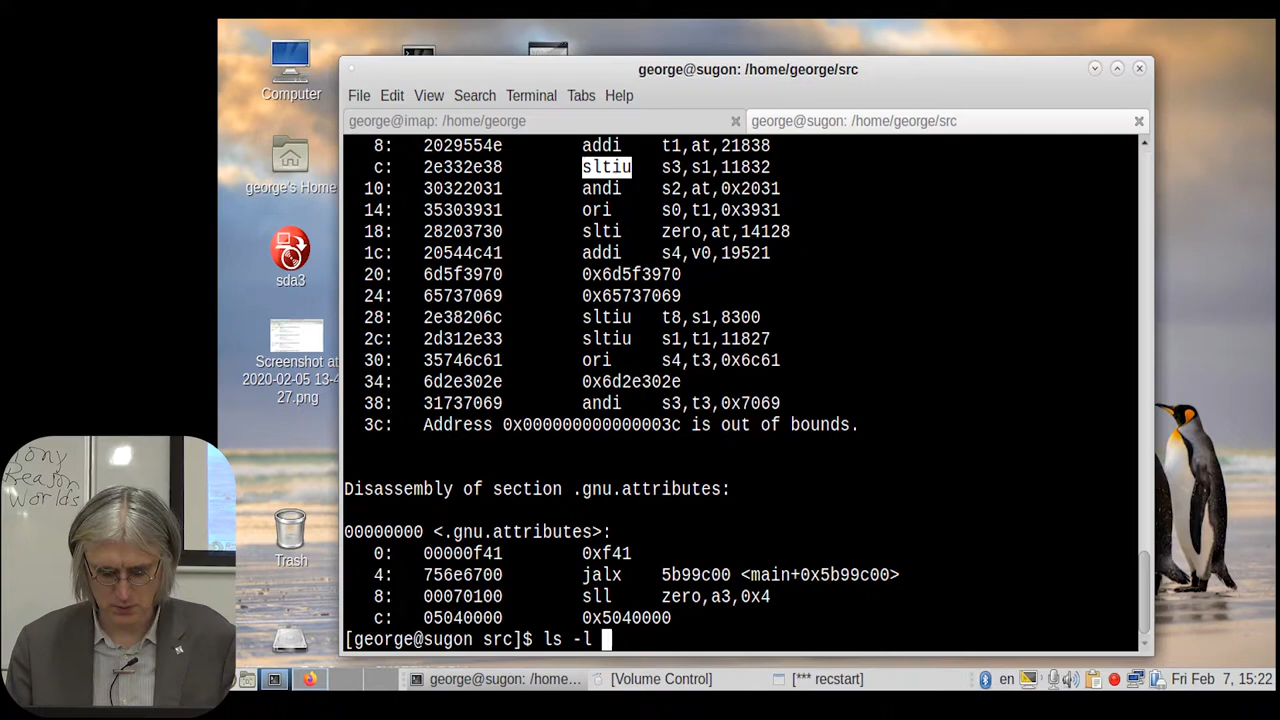 Computer
george's Home
sda3
Screenshot at
2020-02-05 13-4
27.png
Trash
george@sugon: /home/george/src
File Edit View Search Terminal Tabs Help
george@imap: /home/george
george@sugon: /home/george/src
8: 2029554e addi t1,at,21838
c: 2e332e38 sltiu s3,s1,11832
10: 30322031 andi s2,at,0x2031
14: 35303931 ori s0,t1,0x3931
18: 28203730 slti zero,at,14128
1c: 20544c41 addi s4,v0,19521
20: 6d5f3970 0x6d5f3970
24: 65737069 0x65737069
28: 2e38206c sltiu t8,s1,8300
2c: 2d312e33 sltiu s1,t1,11827
30: 35746c61 ori s4,t3,0x6c61
34: 6d2e302e 0x6d2e302e
38: 31737069 andi s3,t3,0x7069
3c: Address 0x000000000000003c is out of bounds.
Disassembly of section .gnu.attributes:
00000000 <.gnu.attributes>:
0: 00000f41 0xf41
4: 756e6700 jalx 5b99c00 <main+0x5b99c00>
8: 00070100 sll zero,a3,0x4
c: 05040000 0x5040000
[george@sugon src]$ ls -l
george@sugon: /home... [Volume Control] [*** recstart] en Fri Feb 7, 15:22
Tony
Reason
Worlds